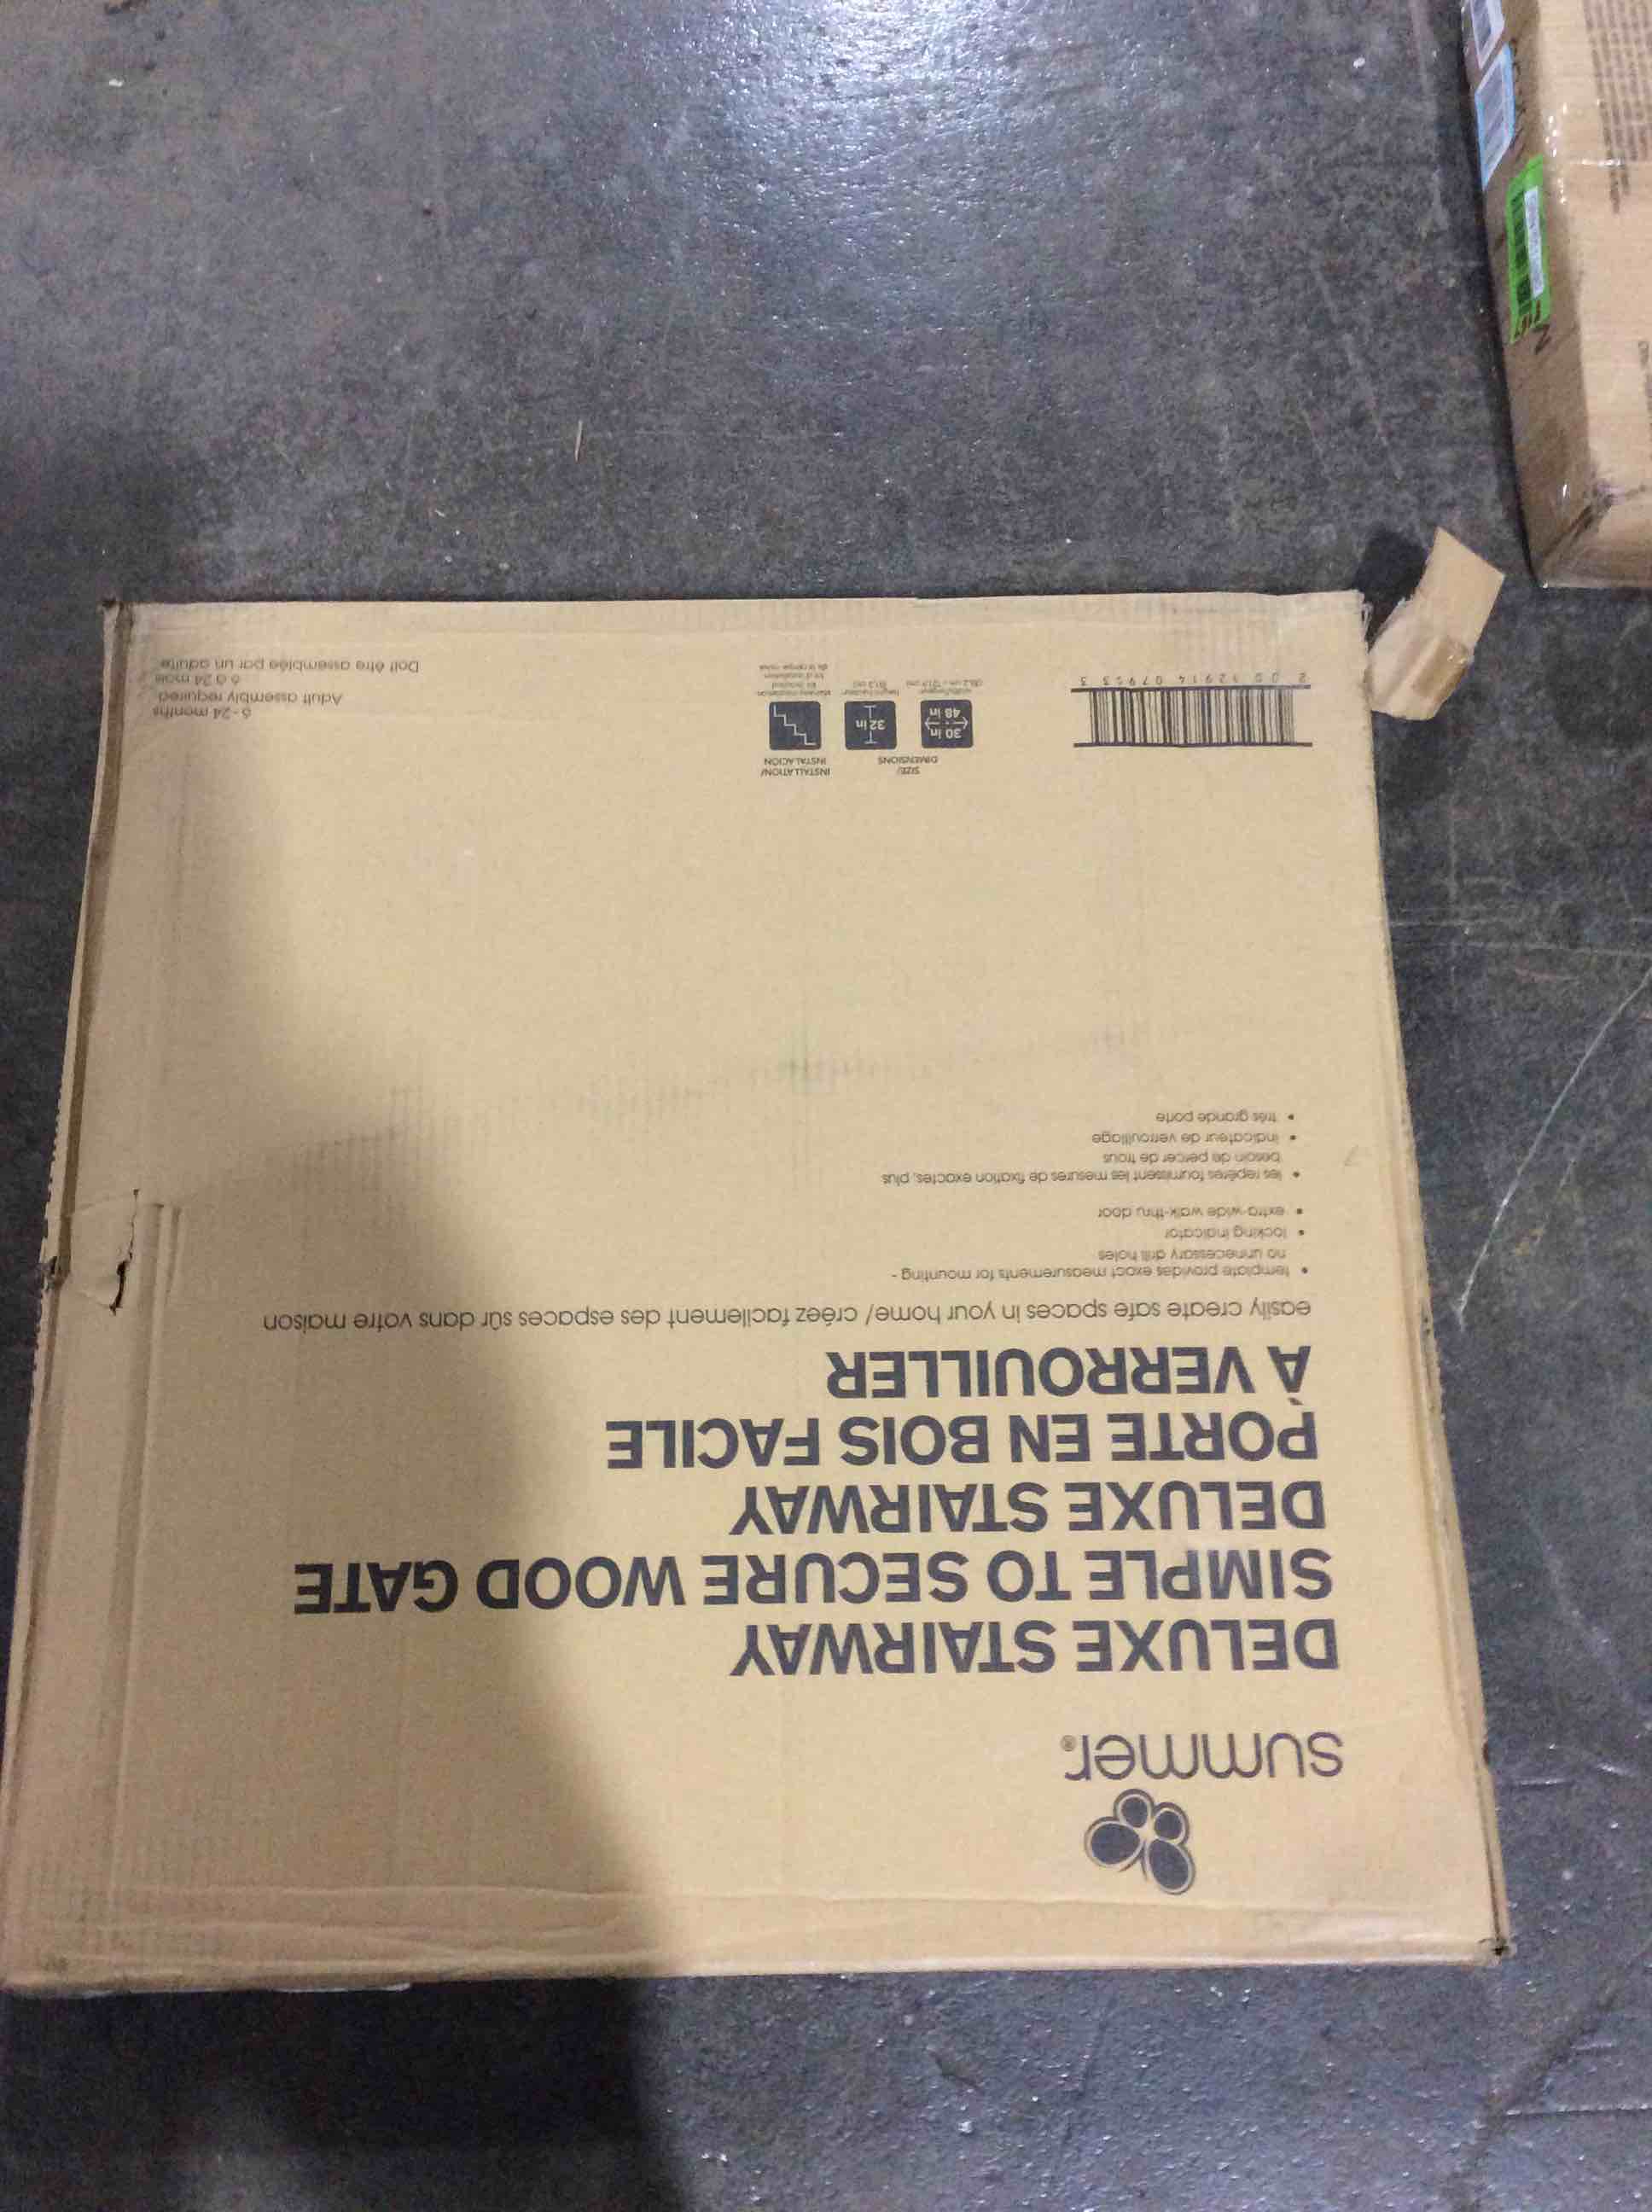 summer®
DELUXE STAIRWAY
SIMPLE TO SECURE WOOD GATE
DELUXE STAIRWAY
PORTE EN BOIS FACILE
À VERROUILLER
easily create safe spaces in your home/ créez facilement des espaces sûr dans votre maison
• template provides exact measurements for mounting -
no unnecessary drill holes
• locking indicator
• extra-wide walk-thru door
• les repères fournissent les mesures de fixation exactes, plus
besoin de percer de trous
• indicateur de verrouillage
• très grande porte
SIZE/
DIMENSIONS
30 in
48 in
32 in
INSTALLATION/
INSTALACIÓN
6 - 24 months
Adult assembly required
6 à 24 mois
Doit être assemblée par un adulte